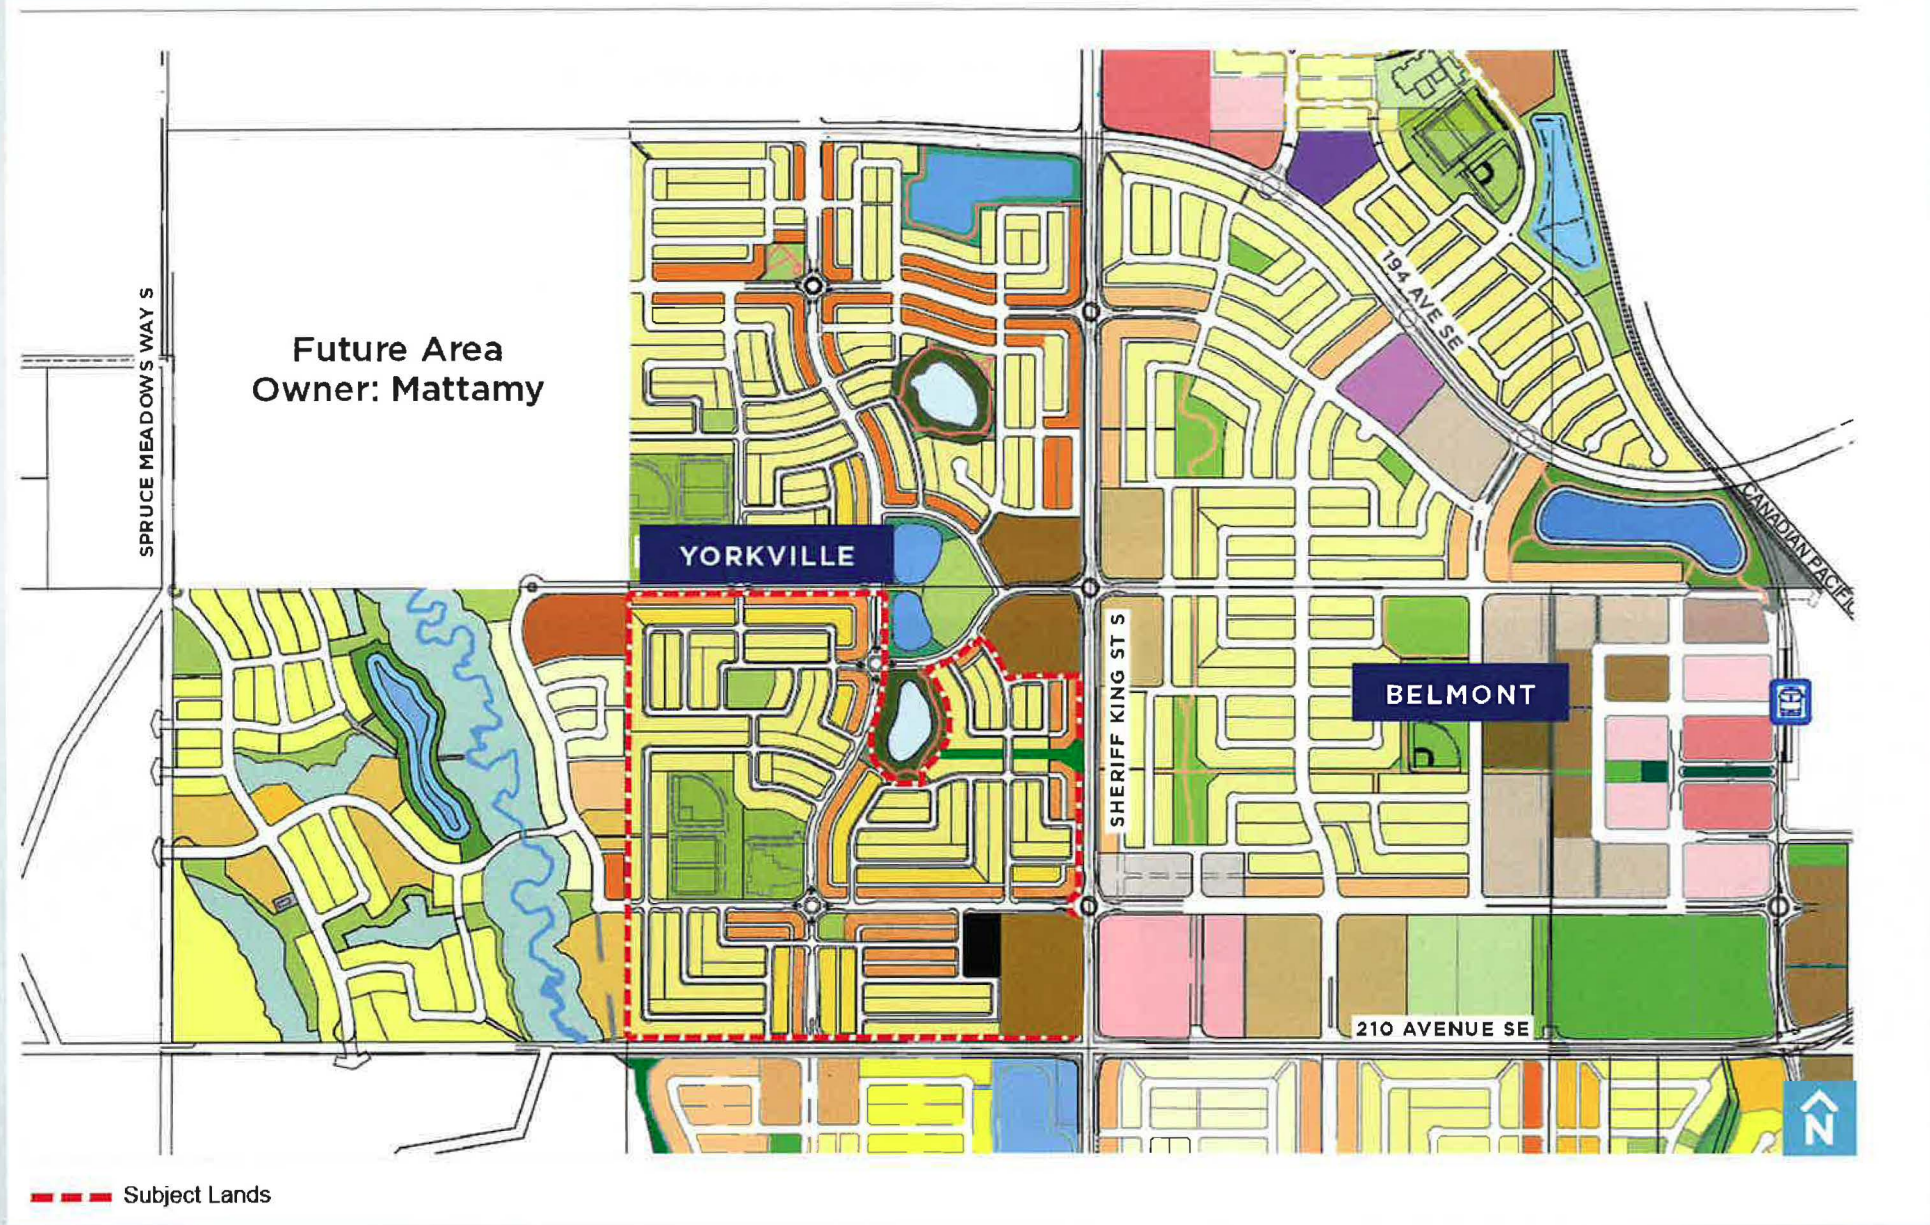 194 AVE SE
Future Area
Owner: Mattamy
SPRUCE MEADOWS WAY S
CANADIAN PACIFIC
YORKVILLE
SHERIFF KING ST S
BELMONT
210 AVENUE SE
N
Subject Lands